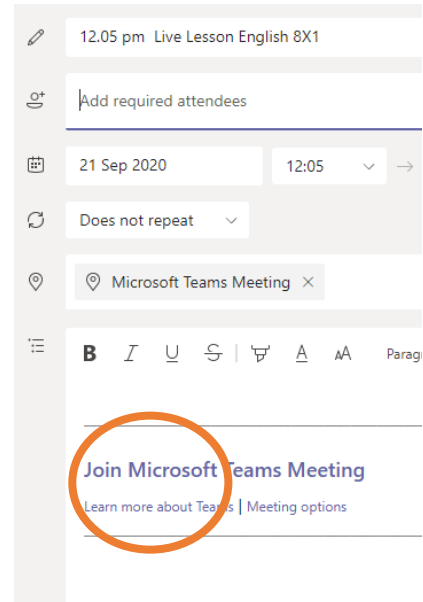 12.05 pm Live Lesson English 8X1
Add required attendees
21 Sep 2020 12:05
Does not repeat
Microsoft Teams Meeting
B I U S A AA Paragr
Join Microsoft Teams Meeting
Learn more about Teams | Meeting options